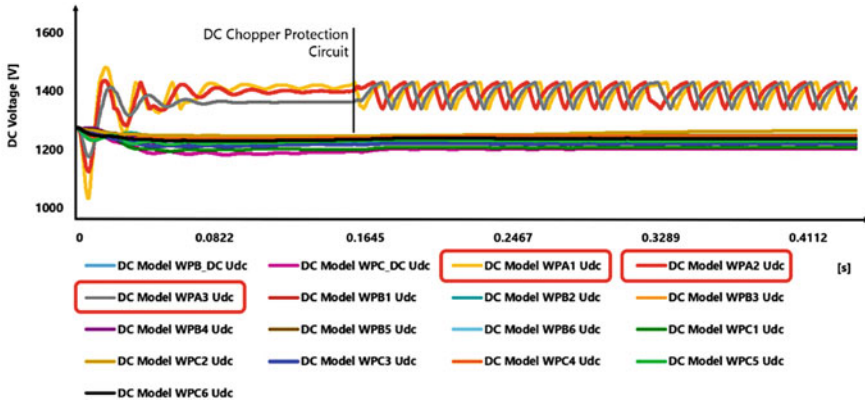 1600
DC Chopper Protection
Circuit
1400
DC Voltage [V]
1200
1000
0 0.0822 0.1645 0.2467 0.3289 0.4112
[s]
DC Model WPB_DC Udc DC Model WPC_DC Udc DC Model WPA1 Udc DC Model WPA2 Udc
DC Model WPA3 Udc DC Model WPB1 Udc DC Model WPB2 Udc DC Model WPB3 Udc
DC Model WPB4 Udc DC Model WPB5 Udc DC Model WPB6 Udc DC Model WPC1 Udc
DC Model WPC2 Udc DC Model WPC3 Udc DC Model WPC4 Udc DC Model WPC5 Udc
DC Model WPC6 Udc